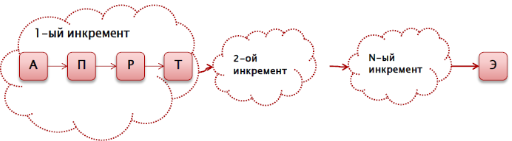 1-ый инкремент
А П Р Т
2-ой
инкремент
N-ый
инкремент
Э